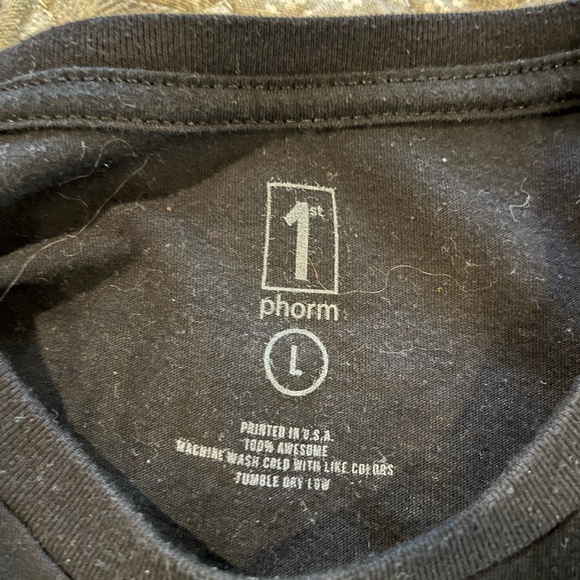 1st
phorm
L
PRINTED IN U.S.A.
100% AWESOME
MACHINE WASH COLD WITH LIKE COLORS
TUMBLE DRY LOW